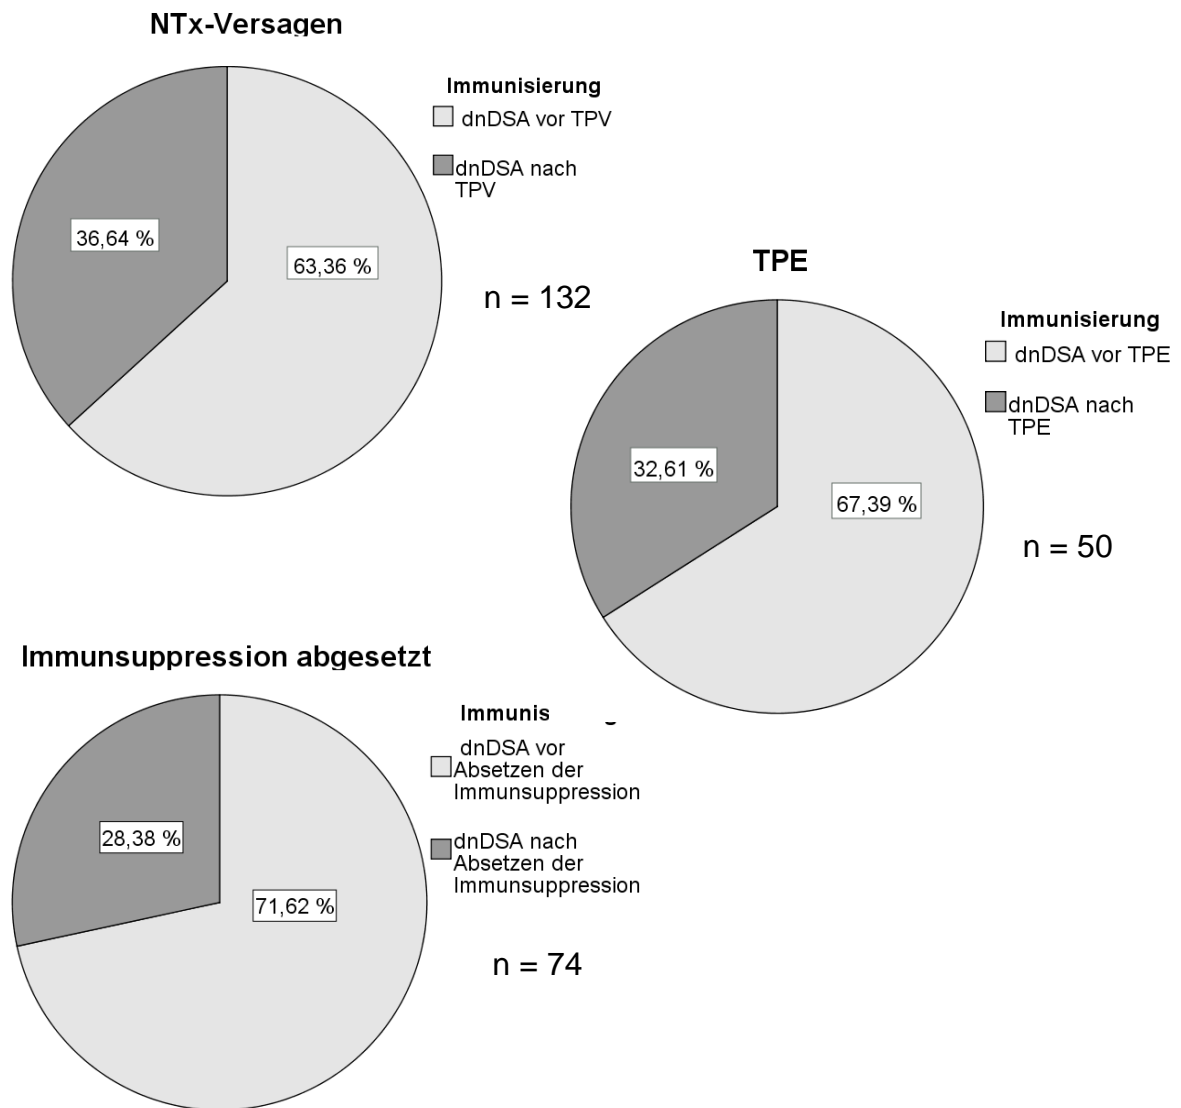 NTx-Versagen
Immunisierung
dnDSA vor TPV
dnDSA nach
TPV
36,64 %
63,36 %
n = 132
TPE
Immunisierung
dnDSA vor TPE
dnDSA nach
TPE
32,61 %
67,39 %
n = 50
Immunsuppression abgesetzt
Immunis
dnDSA vor
Absetzen der
Immunsuppression
dnDSA nach
Absetzen der
Immunsuppression
28,38 %
71,62 %
n = 74